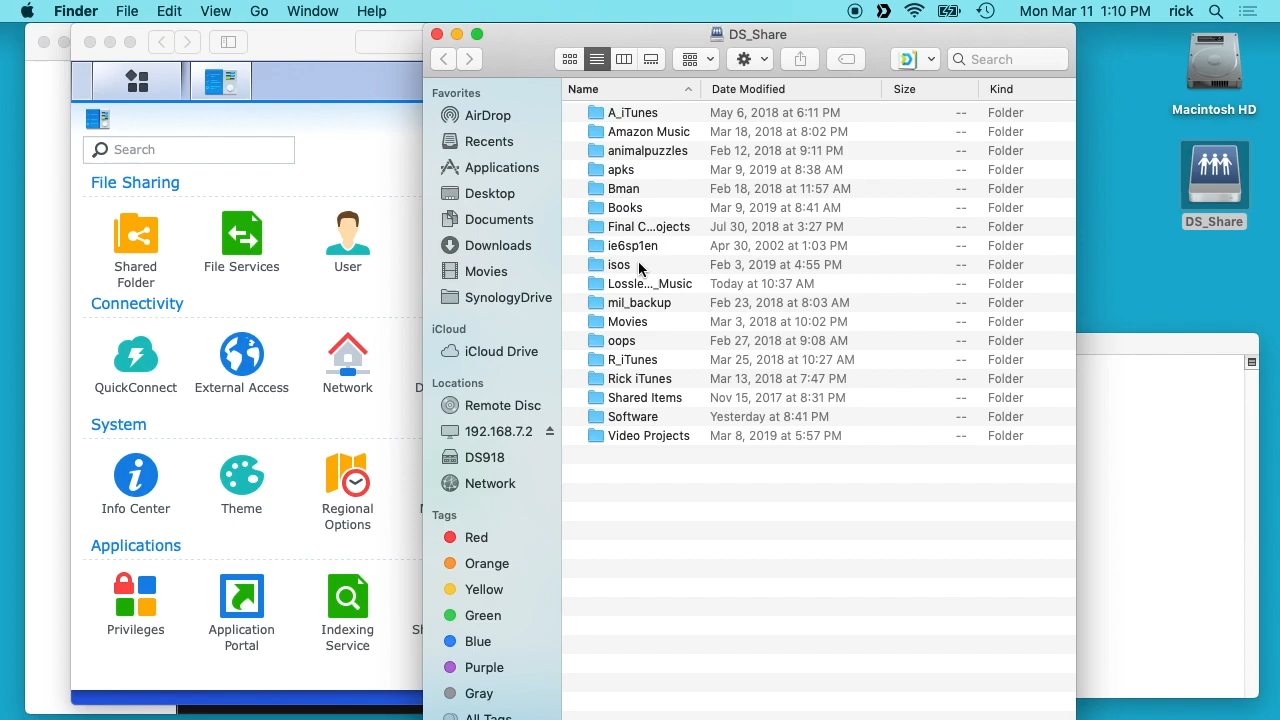 Finder File Edit View Go Window Help
Mon Mar 11 1:10 PM rick
DS_Share
Search
Macintosh HD
DS_Share
Search
File Sharing
Shared Folder
File Services
User
Connectivity
QuickConnect
External Access
Network
System
Info Center
Theme
Regional Options
Applications
Privileges
Application Portal
Indexing Service
Favorites
AirDrop
Recents
Applications
Desktop
Documents
Downloads
Movies
SynologyDrive
iCloud
iCloud Drive
Locations
Remote Disc
192.168.7.2
DS918
Network
Tags
Red
Orange
Yellow
Green
Blue
Purple
Gray
All Tags...
Name Date Modified Size Kind
A_iTunes May 6, 2018 at 6:11 PM -- Folder
Amazon Music Mar 18, 2018 at 8:02 PM -- Folder
animalpuzzles Feb 12, 2018 at 9:11 PM -- Folder
apks Mar 9, 2019 at 8:38 AM -- Folder
Bman Feb 18, 2018 at 11:57 AM -- Folder
Books Mar 9, 2019 at 8:41 AM -- Folder
Final C...ojects Jul 30, 2018 at 3:27 PM -- Folder
ie6sp1en Apr 30, 2002 at 1:03 PM -- Folder
isos Feb 3, 2019 at 4:55 PM -- Folder
Lossle..._Music Today at 10:37 AM -- Folder
mil_backup Feb 23, 2018 at 8:03 AM -- Folder
Movies Mar 3, 2018 at 10:02 PM -- Folder
oops Feb 27, 2018 at 9:08 AM -- Folder
R_iTunes Mar 25, 2018 at 10:27 AM -- Folder
Rick iTunes Mar 13, 2018 at 7:47 PM -- Folder
Shared Items Nov 15, 2017 at 8:31 PM -- Folder
Software Yesterday at 8:41 PM -- Folder
Video Projects Mar 8, 2019 at 5:57 PM -- Folder